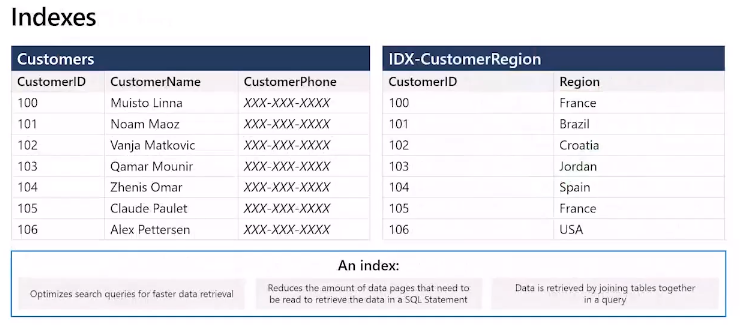 Indexes
Customers
CustomerID CustomerName CustomerPhone
100 Muisto Linna XXX-XXX-XXXX
101 Noam Maoz XXX-XXX-XXXX
102 Vanja Matkovic XXX-XXX-XXXX
103 Qamar Mounir XXX-XXX-XXXX
104 Zhenis Omar XXX-XXX-XXXX
105 Claude Paulet XXX-XXX-XXXX
106 Alex Pettersen XXX-XXX-XXXX
IDX-CustomerRegion
CustomerID Region
100 France
101 Brazil
102 Croatia
103 Jordan
104 Spain
105 France
106 USA
An index:
Optimizes search queries for faster data retrieval
Reduces the amount of data pages that need to
be read to retrieve the data in a SQL Statement
Data is retrieved by joining tables together
in a query